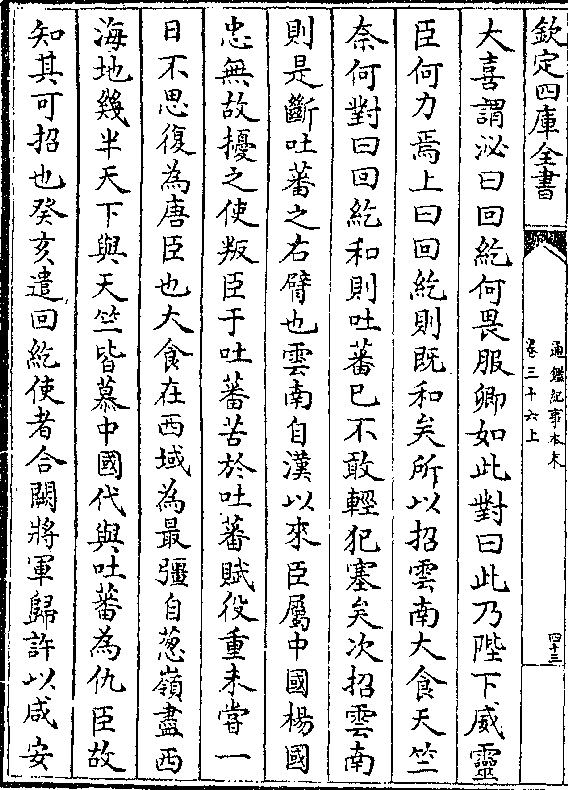 欽定四庫全書
通鑑紀事本末
卷三十六上
四十三
大喜謂泌曰回紇何畏服卿如此對曰此乃陛下威靈
臣何力焉上曰回紇則既和矣所以招雲南大食天竺
奈何對曰回紇和則吐蕃已不敢輕犯塞矣次招雲南
則是斷吐蕃之右臂也雲南自漢以來臣屬中國楊國
忠無故擾之使叛臣于吐蕃苦於吐蕃賦役重未嘗一
日不思復為唐臣也大食在西域為最彊自葱嶺盡西
海地幾半天下與天竺皆慕中國代與吐蕃為仇臣故
知其可招也癸亥遣回紇使者合闕將軍歸許以咸安